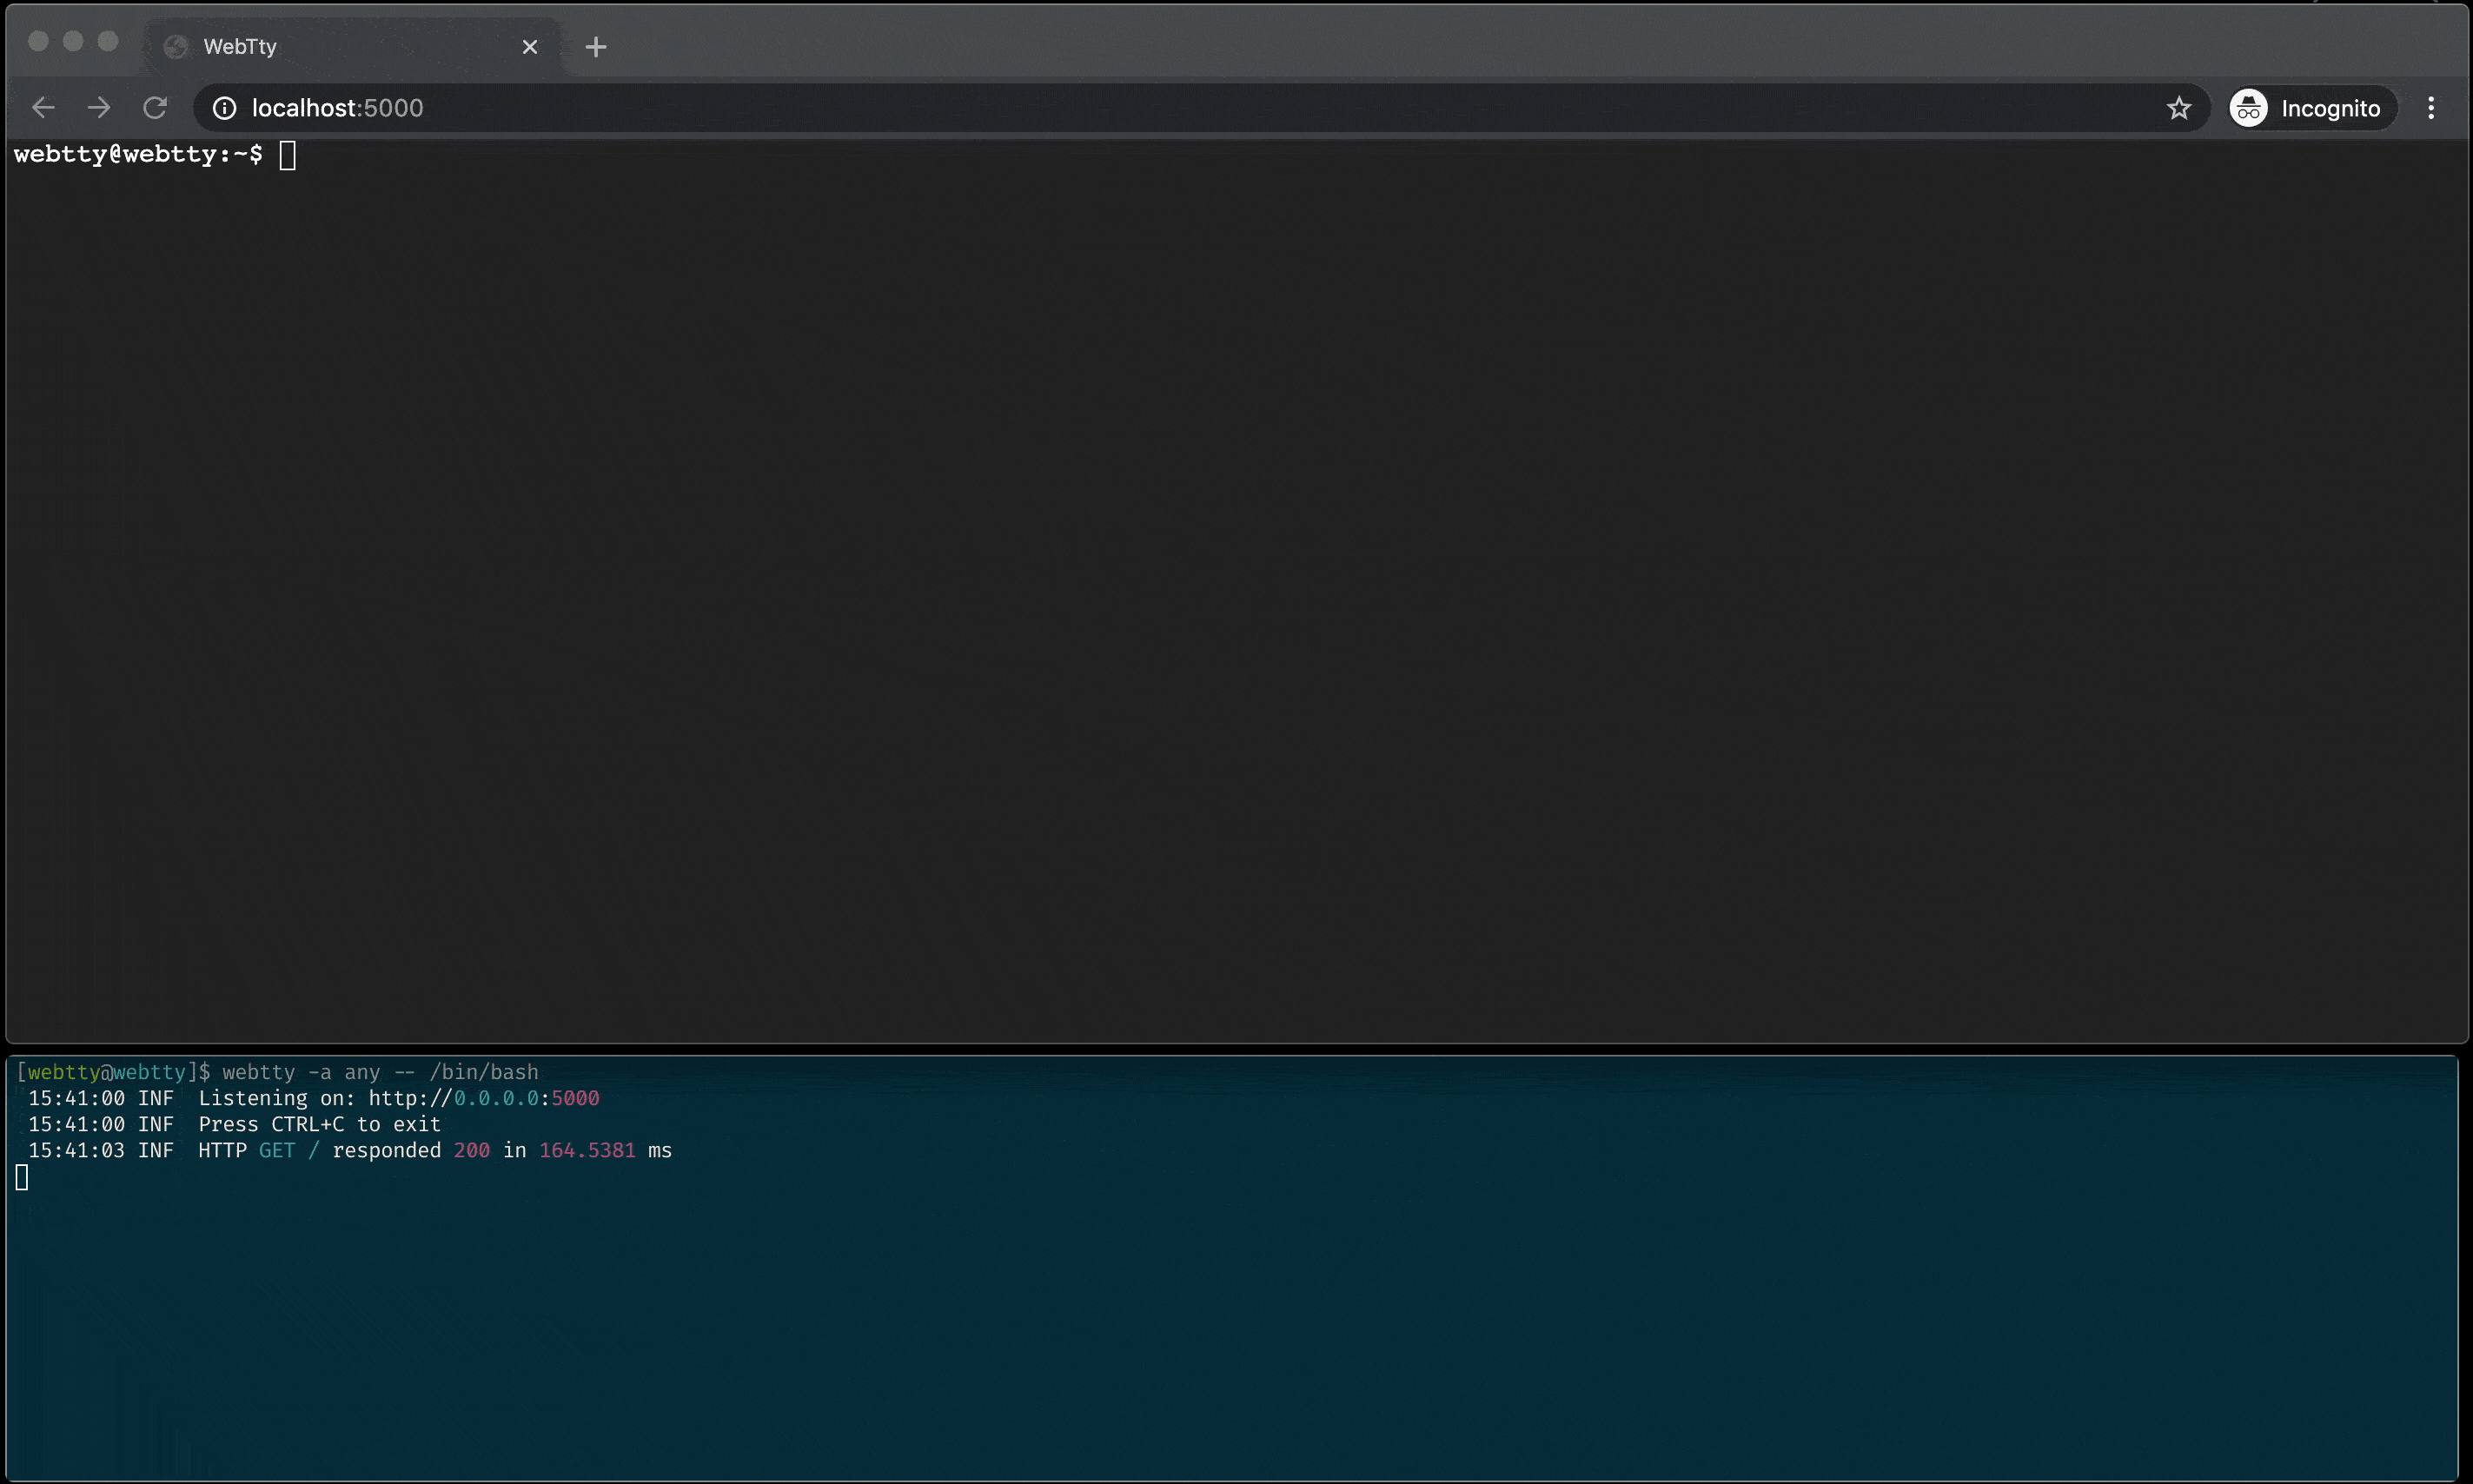 WebTty
localhost:5000
Incognito
webtty@webtty:~$
[webtty@webtty]$ webtty -a any -- /bin/bash
15:41:00 INF  Listening on: http://0.0.0.0:5000
15:41:00 INF  Press CTRL+C to exit
15:41:03 INF  HTTP GET / responded 200 in 164.5381 ms